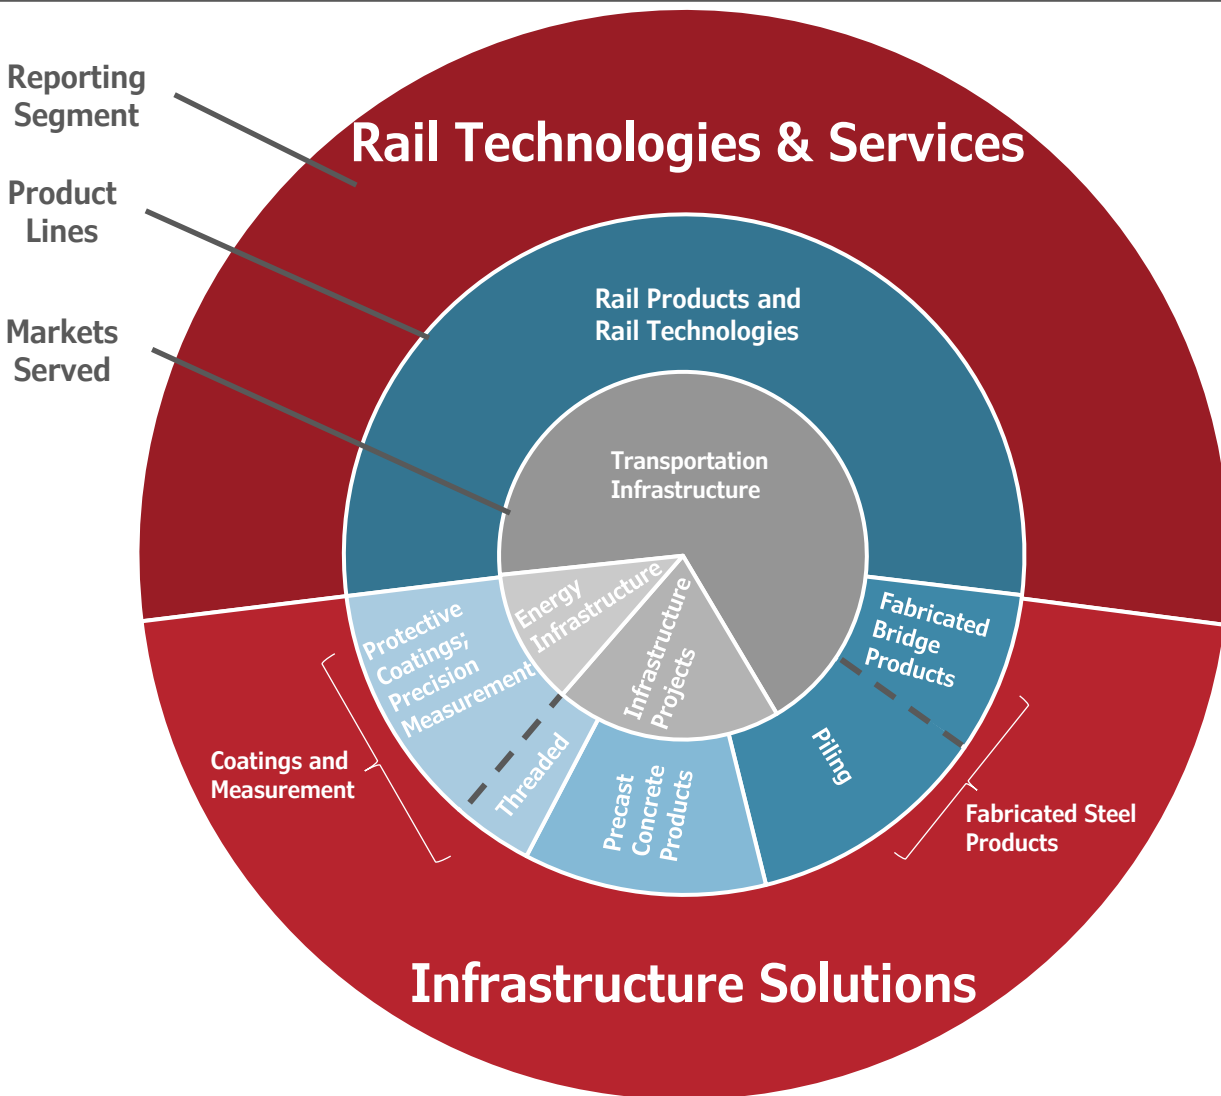 Reporting
Segment
Product
Lines
Markets
Served
Rail Technologies & Services
Rail Products and
Rail Technologies
Transportation
Infrastructure
Energy
Infrastructure
Infrastructure
Projects
Protective
Coatings;
Precision
Measurement
Threaded
Precast
Concrete
Products
Piling
Fabricated
Bridge
Products
Coatings and
Measurement
Fabricated Steel
Products
Infrastructure Solutions